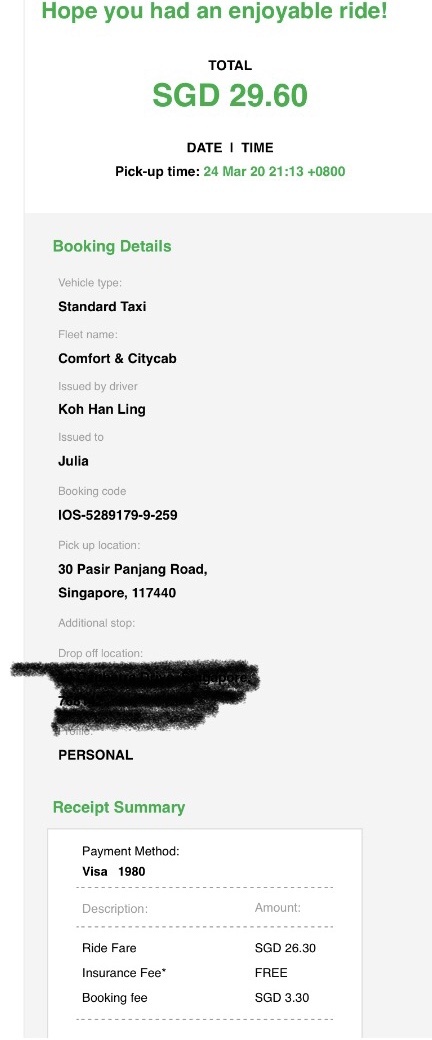 Hope you had an enjoyable ride!
TOTAL
SGD 29.60
DATE | TIME
Pick-up time: 24 Mar 20 21:13 +0800
Booking Details
Vehicle type:
Standard Taxi
Fleet name:
Comfort & Citycab
Issued by driver
Koh Han Ling
Issued to
Julia
Booking code
IOS-5289179-9-259
Pick up location:
30 Pasir Panjang Road,
Singapore, 117440
Additional stop:
Drop off location:
PERSONAL
Receipt Summary
Payment Method:
Visa 1980
Description: Amount:
Ride Fare SGD 26.30
Insurance Fee* FREE
Booking fee SGD 3.30